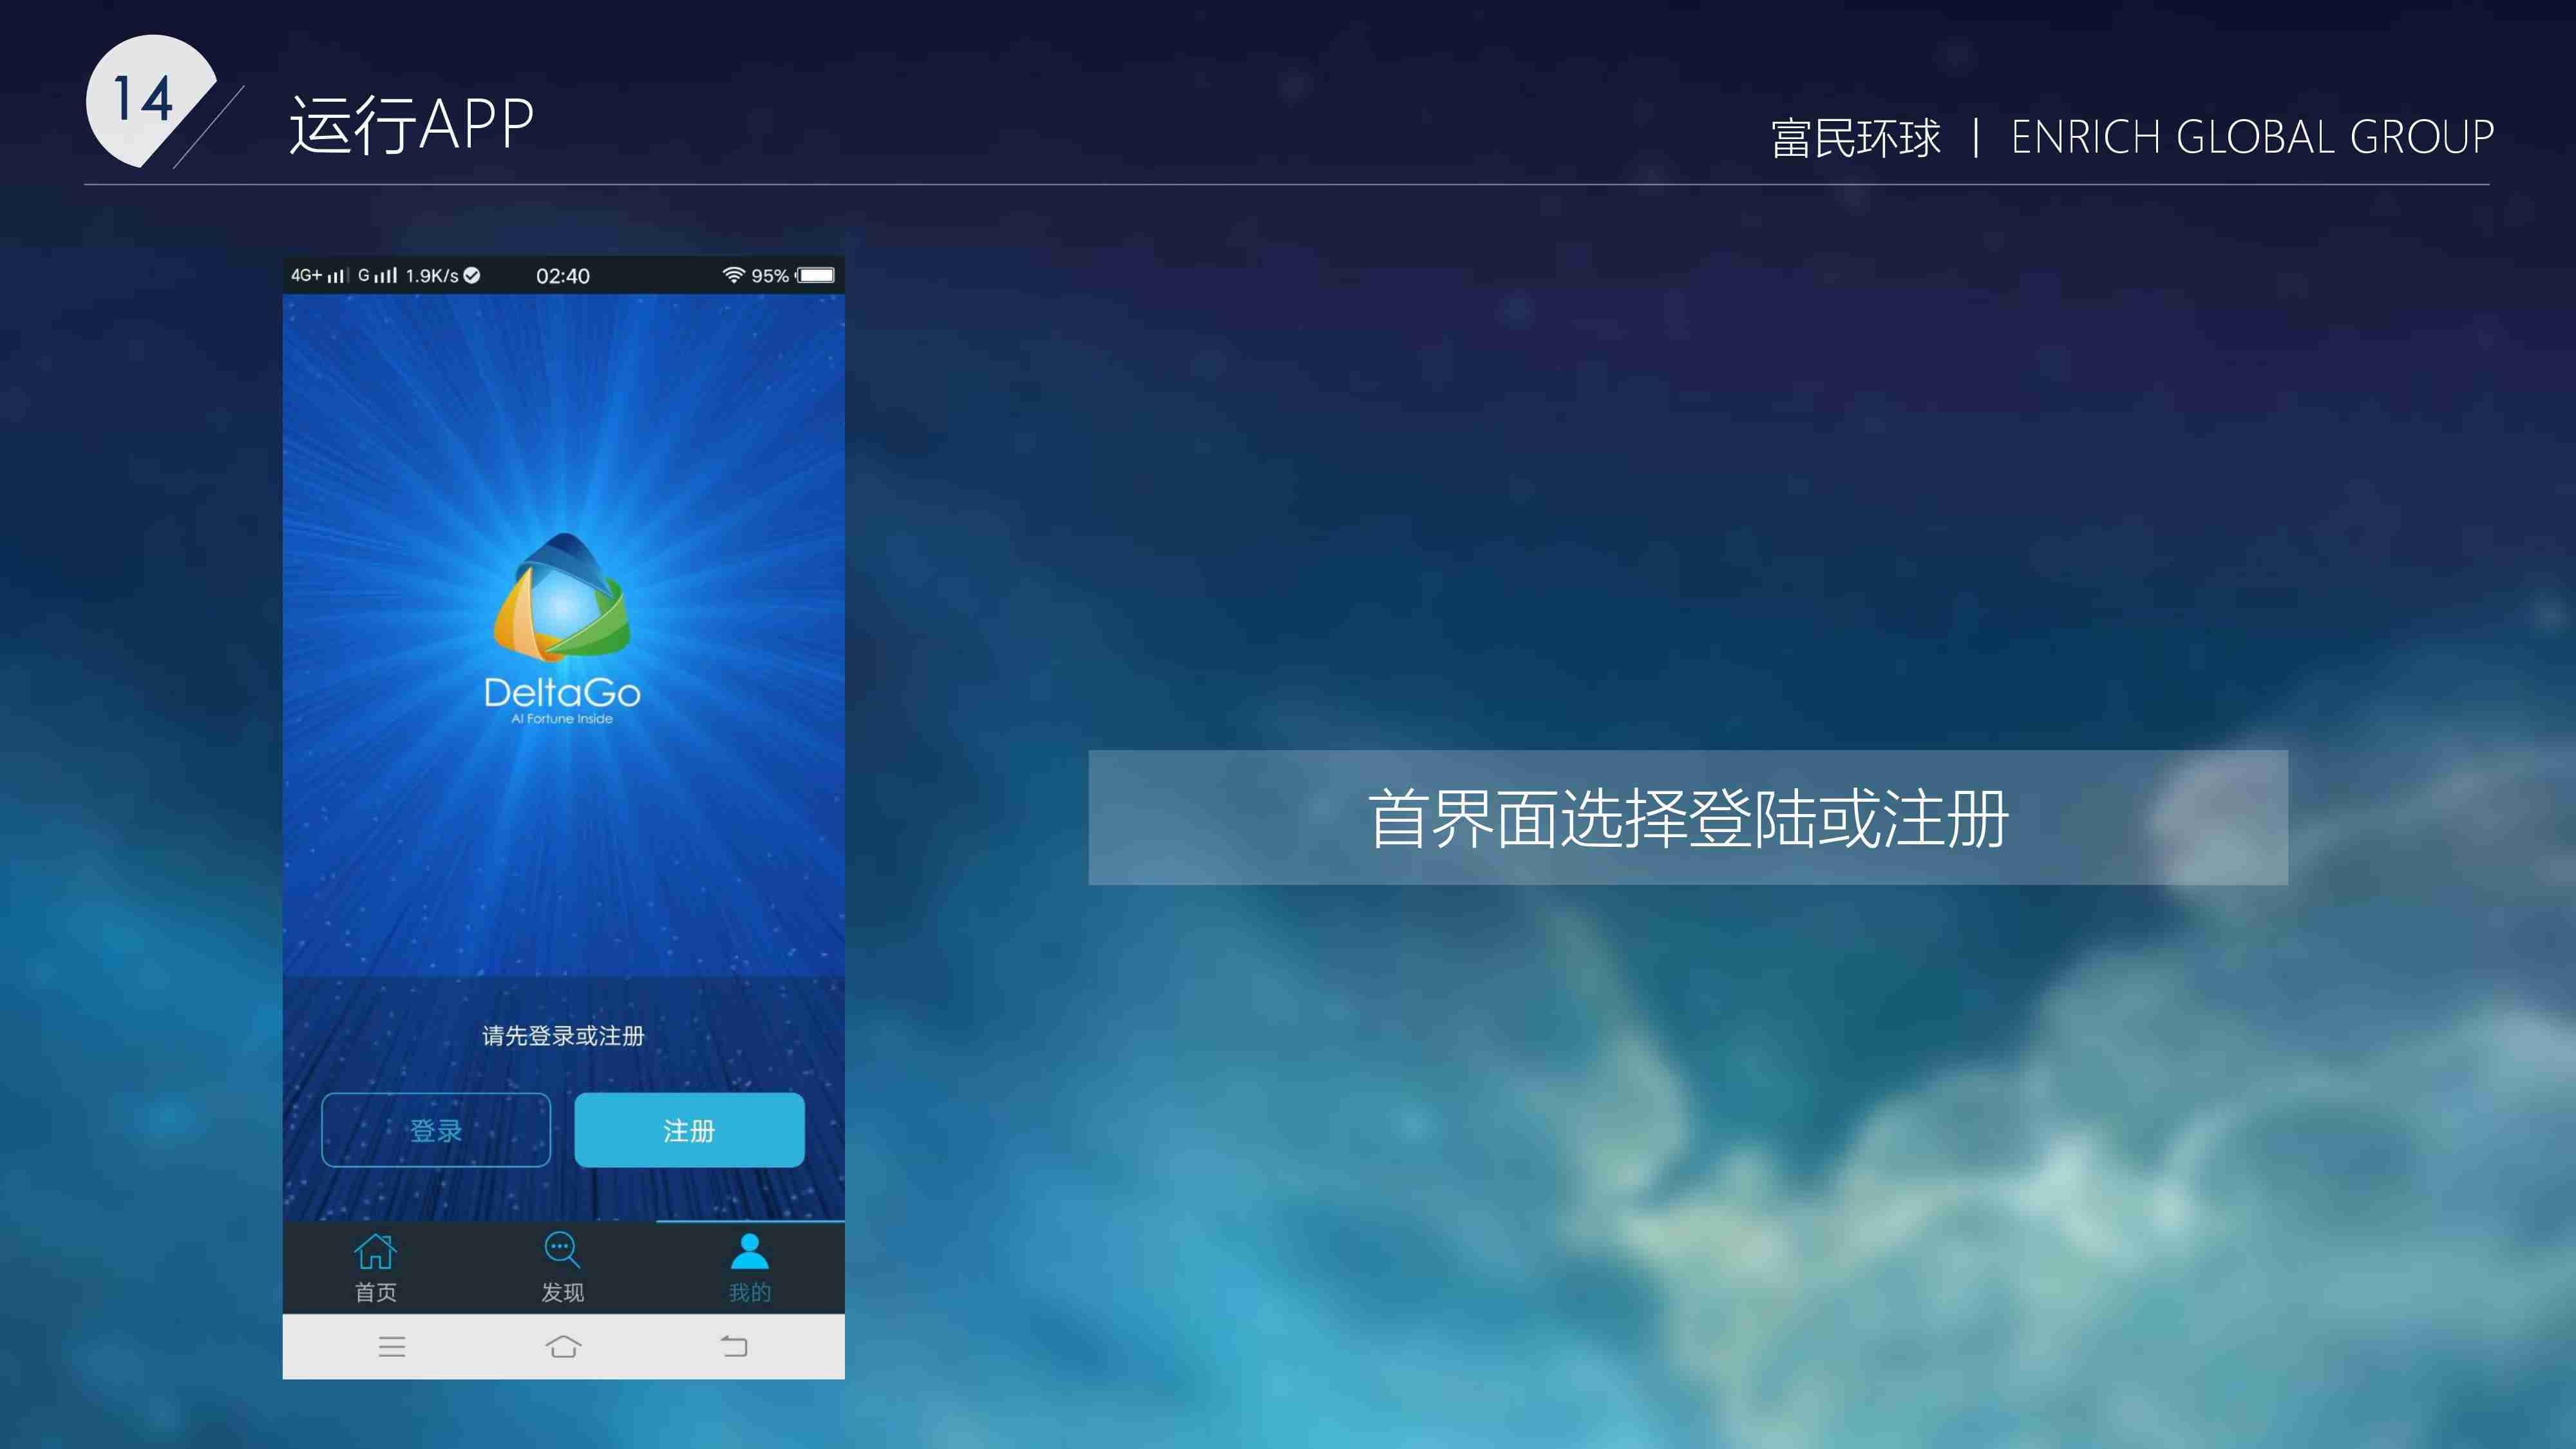 14
运行APP
富民环球 | ENRICH GLOBAL GROUP
4G+ G 1.9K/s 02:40 95%
DeltaGo
AI Fortune Inside
首界面选择登陆或注册
请先登录或注册
登录 注册
首页 发现 我的